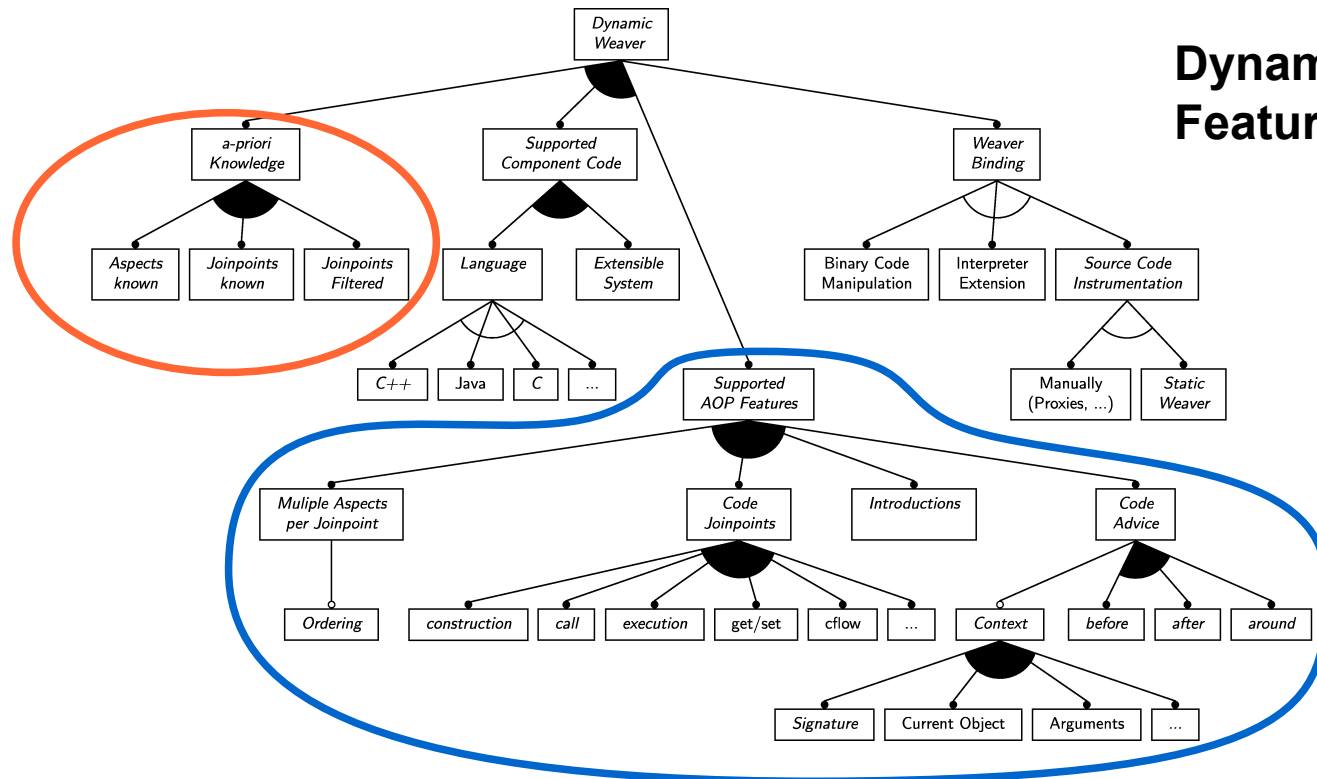 Dynamic
Weaver
Dynam
Featur
a-priori
Knowledge
Supported
Component Code
Weaver
Binding
Aspects
known
Joinpoints
known
Joinpoints
Filtered
Language
Extensible
System
Binary Code
Manipulation
Interpreter
Extension
Source Code
Instrumentation
C++
Java
C
...
Supported
AOP Features
Manually
(Proxies, ...)
Static
Weaver
Muliple Aspects
per Joinpoint
Code
Joinpoints
Introductions
Code
Advice
Ordering
construction
call
execution
get/set
cflow
...
Context
before
after
around
Signature
Current Object
Arguments
...